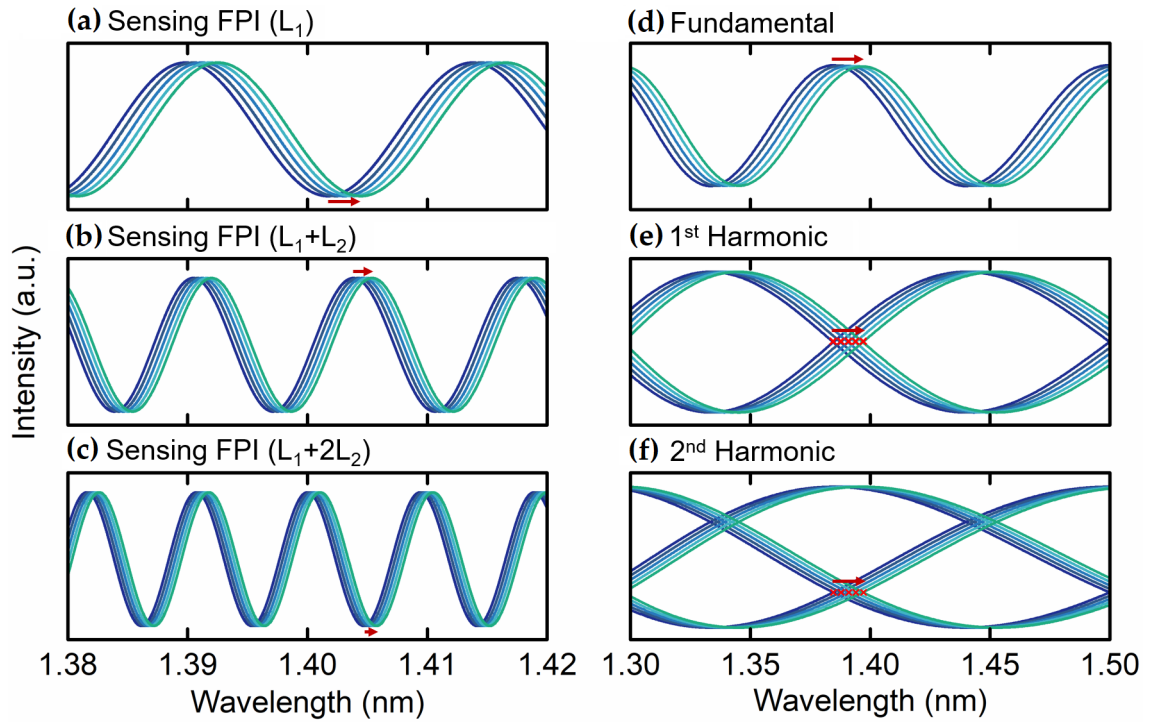 (a) Sensing FPI (L₁)
(b) Sensing FPI (L₁+L₂)
(c) Sensing FPI (L₁+2L₂)
Intensity (a.u.)
1.38 1.39 1.40 1.41 1.42
Wavelength (nm)
(d) Fundamental
(e) 1ˢᵗ Harmonic
(f) 2ⁿᵈ Harmonic
1.30 1.35 1.40 1.45 1.50
Wavelength (nm)